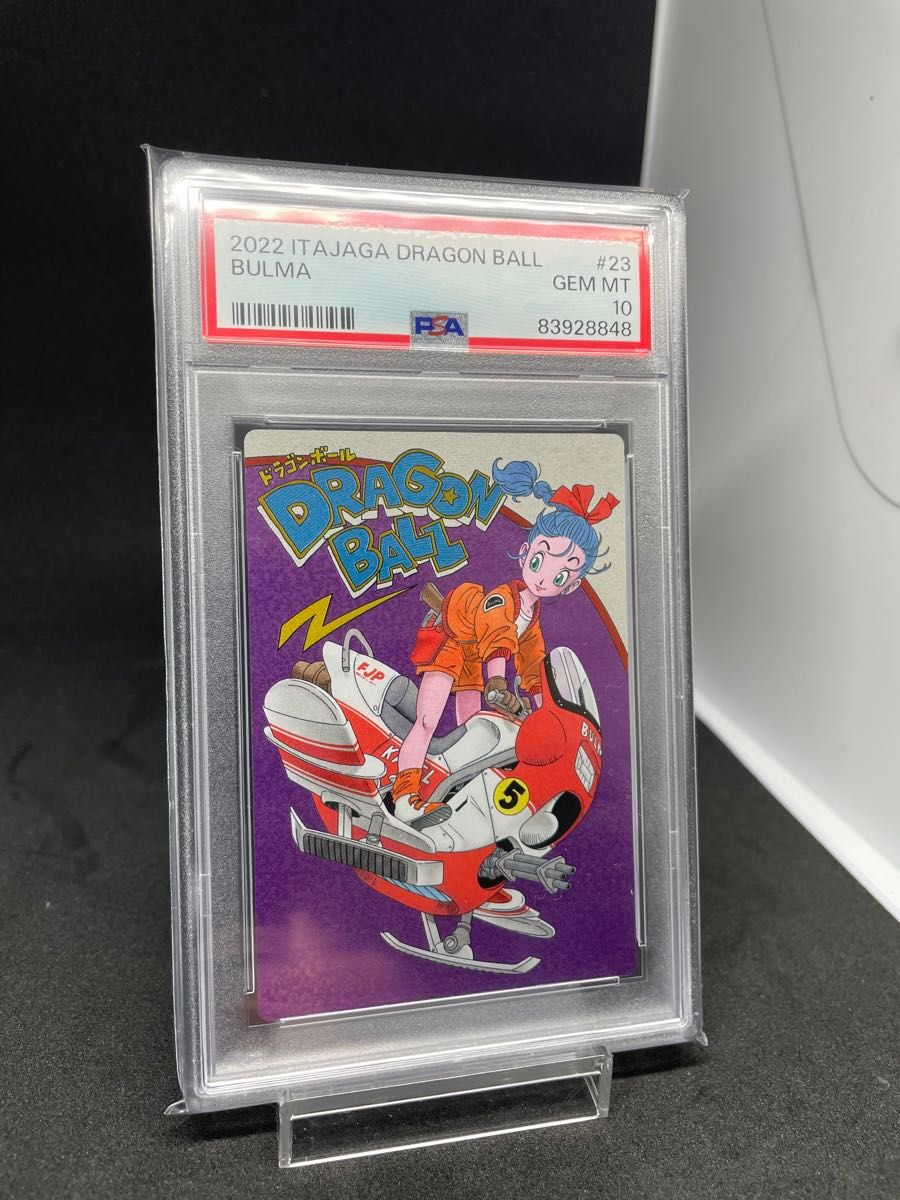 2022 ITAJAGA DRAGON BALL #23
BULMA GEM MT
10
PSA 83928848
ドラゴンボール
DRAGON
BALL
FJP
5